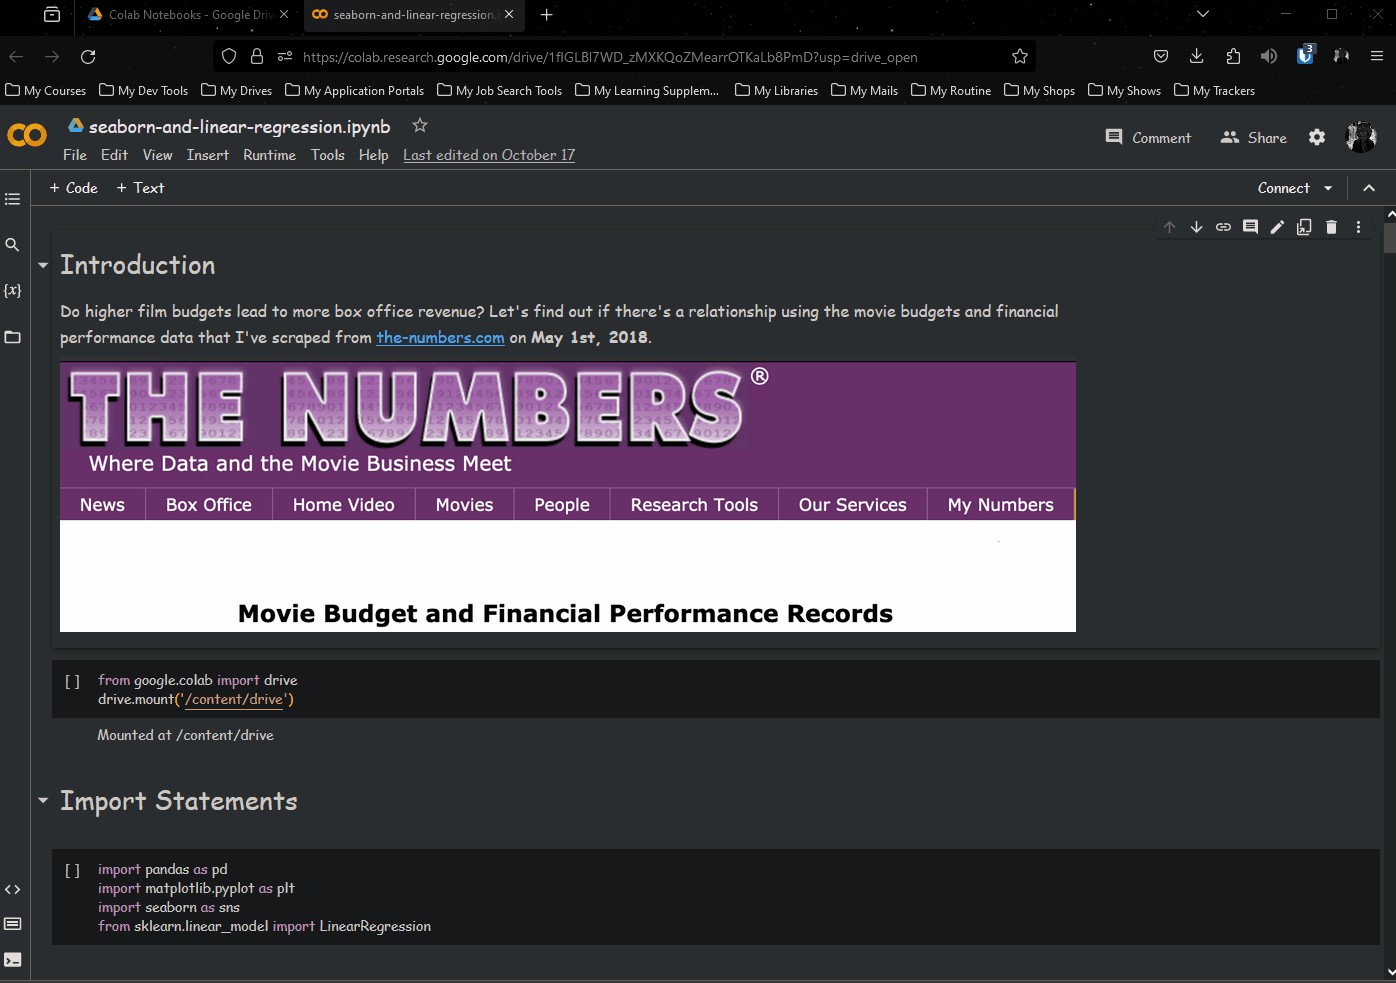 Colab Notebooks - Google Driv
seaborn-and-linear-regression.
https://colab.research.google.com/drive/1flGLBl7WD_zMXKQoZMearrOTKaLb8PmD?usp=drive_open
3
My Courses My Dev Tools My Drives My Application Portals My Job Search Tools My Learning Supplem... My Libraries My Mails My Routine My Shops My Shows My Trackers
seaborn-and-linear-regression.ipynb
Comment Share
File Edit View Insert Runtime Tools Help Last edited on October 17
+ Code + Text
Connect
Introduction
Do higher film budgets lead to more box office revenue? Let's find out if there's a relationship using the movie budgets and financial
performance data that I've scraped from the-numbers.com on May 1st, 2018.
THE NUMBERS®
Where Data and the Movie Business Meet
News Box Office Home Video Movies People Research Tools Our Services My Numbers
Movie Budget and Financial Performance Records
[ ] from google.colab import drive
drive.mount('/content/drive')
Mounted at /content/drive
Import Statements
[ ] import pandas as pd
import matplotlib.pyplot as plt
import seaborn as sns
from sklearn.linear_model import LinearRegression